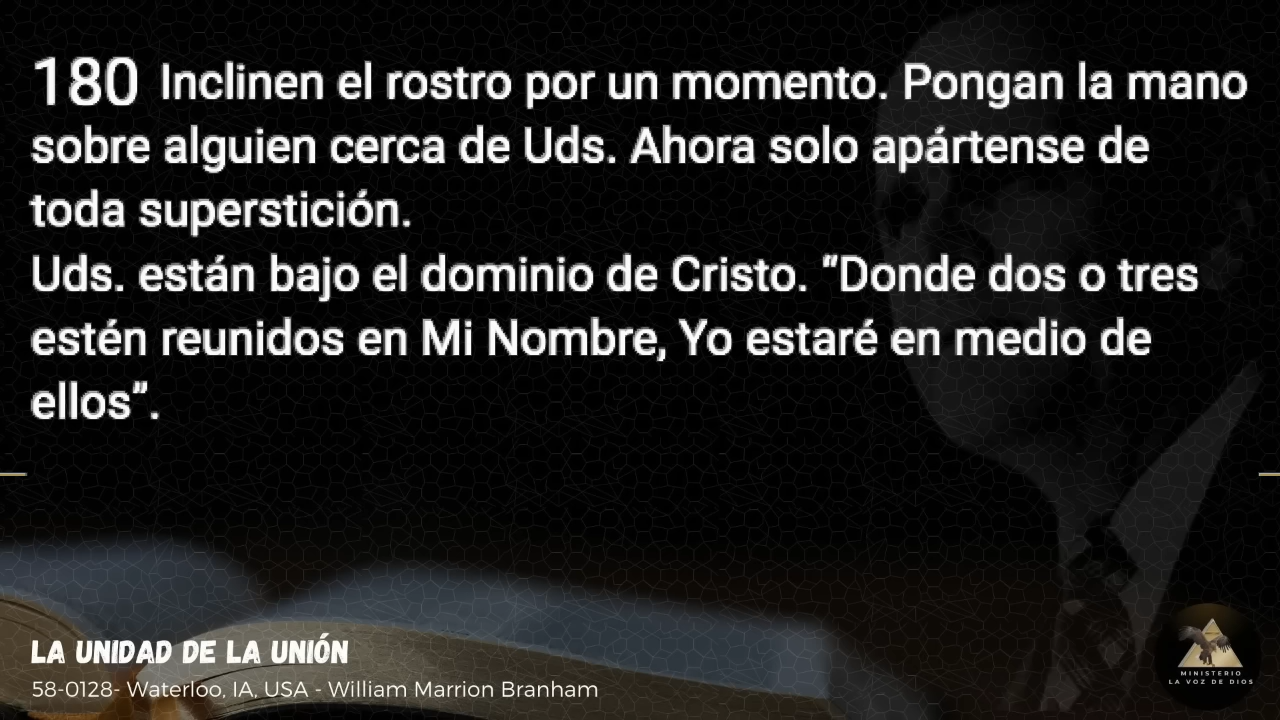 180 Inclinen el rostro por un momento. Pongan la mano
sobre alguien cerca de Uds. Ahora solo apártense de
toda superstición.
Uds. están bajo el dominio de Cristo. "Donde dos o tres
estén reunidos en Mi Nombre, Yo estaré en medio de
ellos".
LA UNIDAD DE LA UNIÓN
58-0128- Waterloo, IA, USA - William Marrion Branham
MINISTERIO
LA VOZ DE DIOS